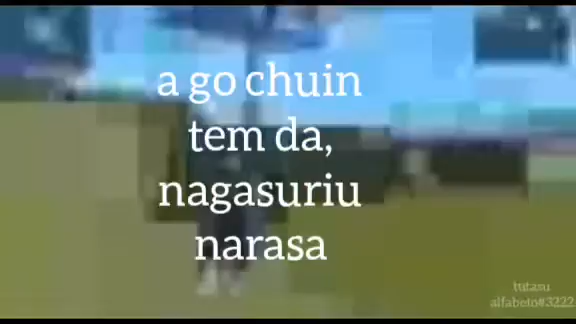 a go chuin
tem da,
nagasuriu
narasa
tutasu
alfabeto#3222